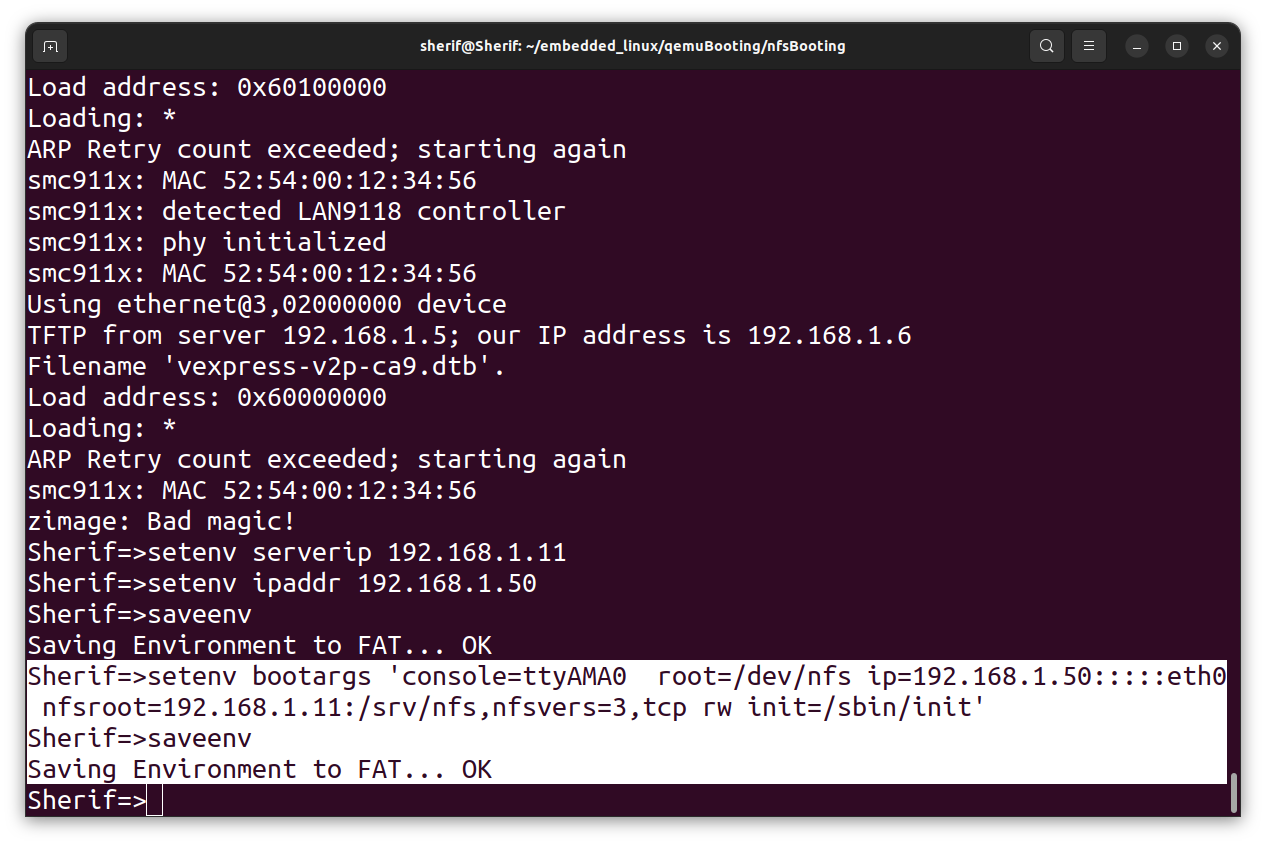 sherif@Sherif: ~/embedded_linux/qemuBooting/nfsBooting
Load address: 0x60100000
Loading: *
ARP Retry count exceeded; starting again
smc911x: MAC 52:54:00:12:34:56
smc911x: detected LAN9118 controller
smc911x: phy initialized
smc911x: MAC 52:54:00:12:34:56
Using ethernet@3,02000000 device
TFTP from server 192.168.1.5; our IP address is 192.168.1.6
Filename 'vexpress-v2p-ca9.dtb'.
Load address: 0x60000000
Loading: *
ARP Retry count exceeded; starting again
smc911x: MAC 52:54:00:12:34:56
zimage: Bad magic!
Sherif=>setenv serverip 192.168.1.11
Sherif=>setenv ipaddr 192.168.1.50
Sherif=>saveenv
Saving Environment to FAT... OK
Sherif=>setenv bootargs 'console=ttyAMA0  root=/dev/nfs ip=192.168.1.50:::::eth0
 nfsroot=192.168.1.11:/srv/nfs,nfsvers=3,tcp rw init=/sbin/init'
Sherif=>saveenv
Saving Environment to FAT... OK
Sherif=>